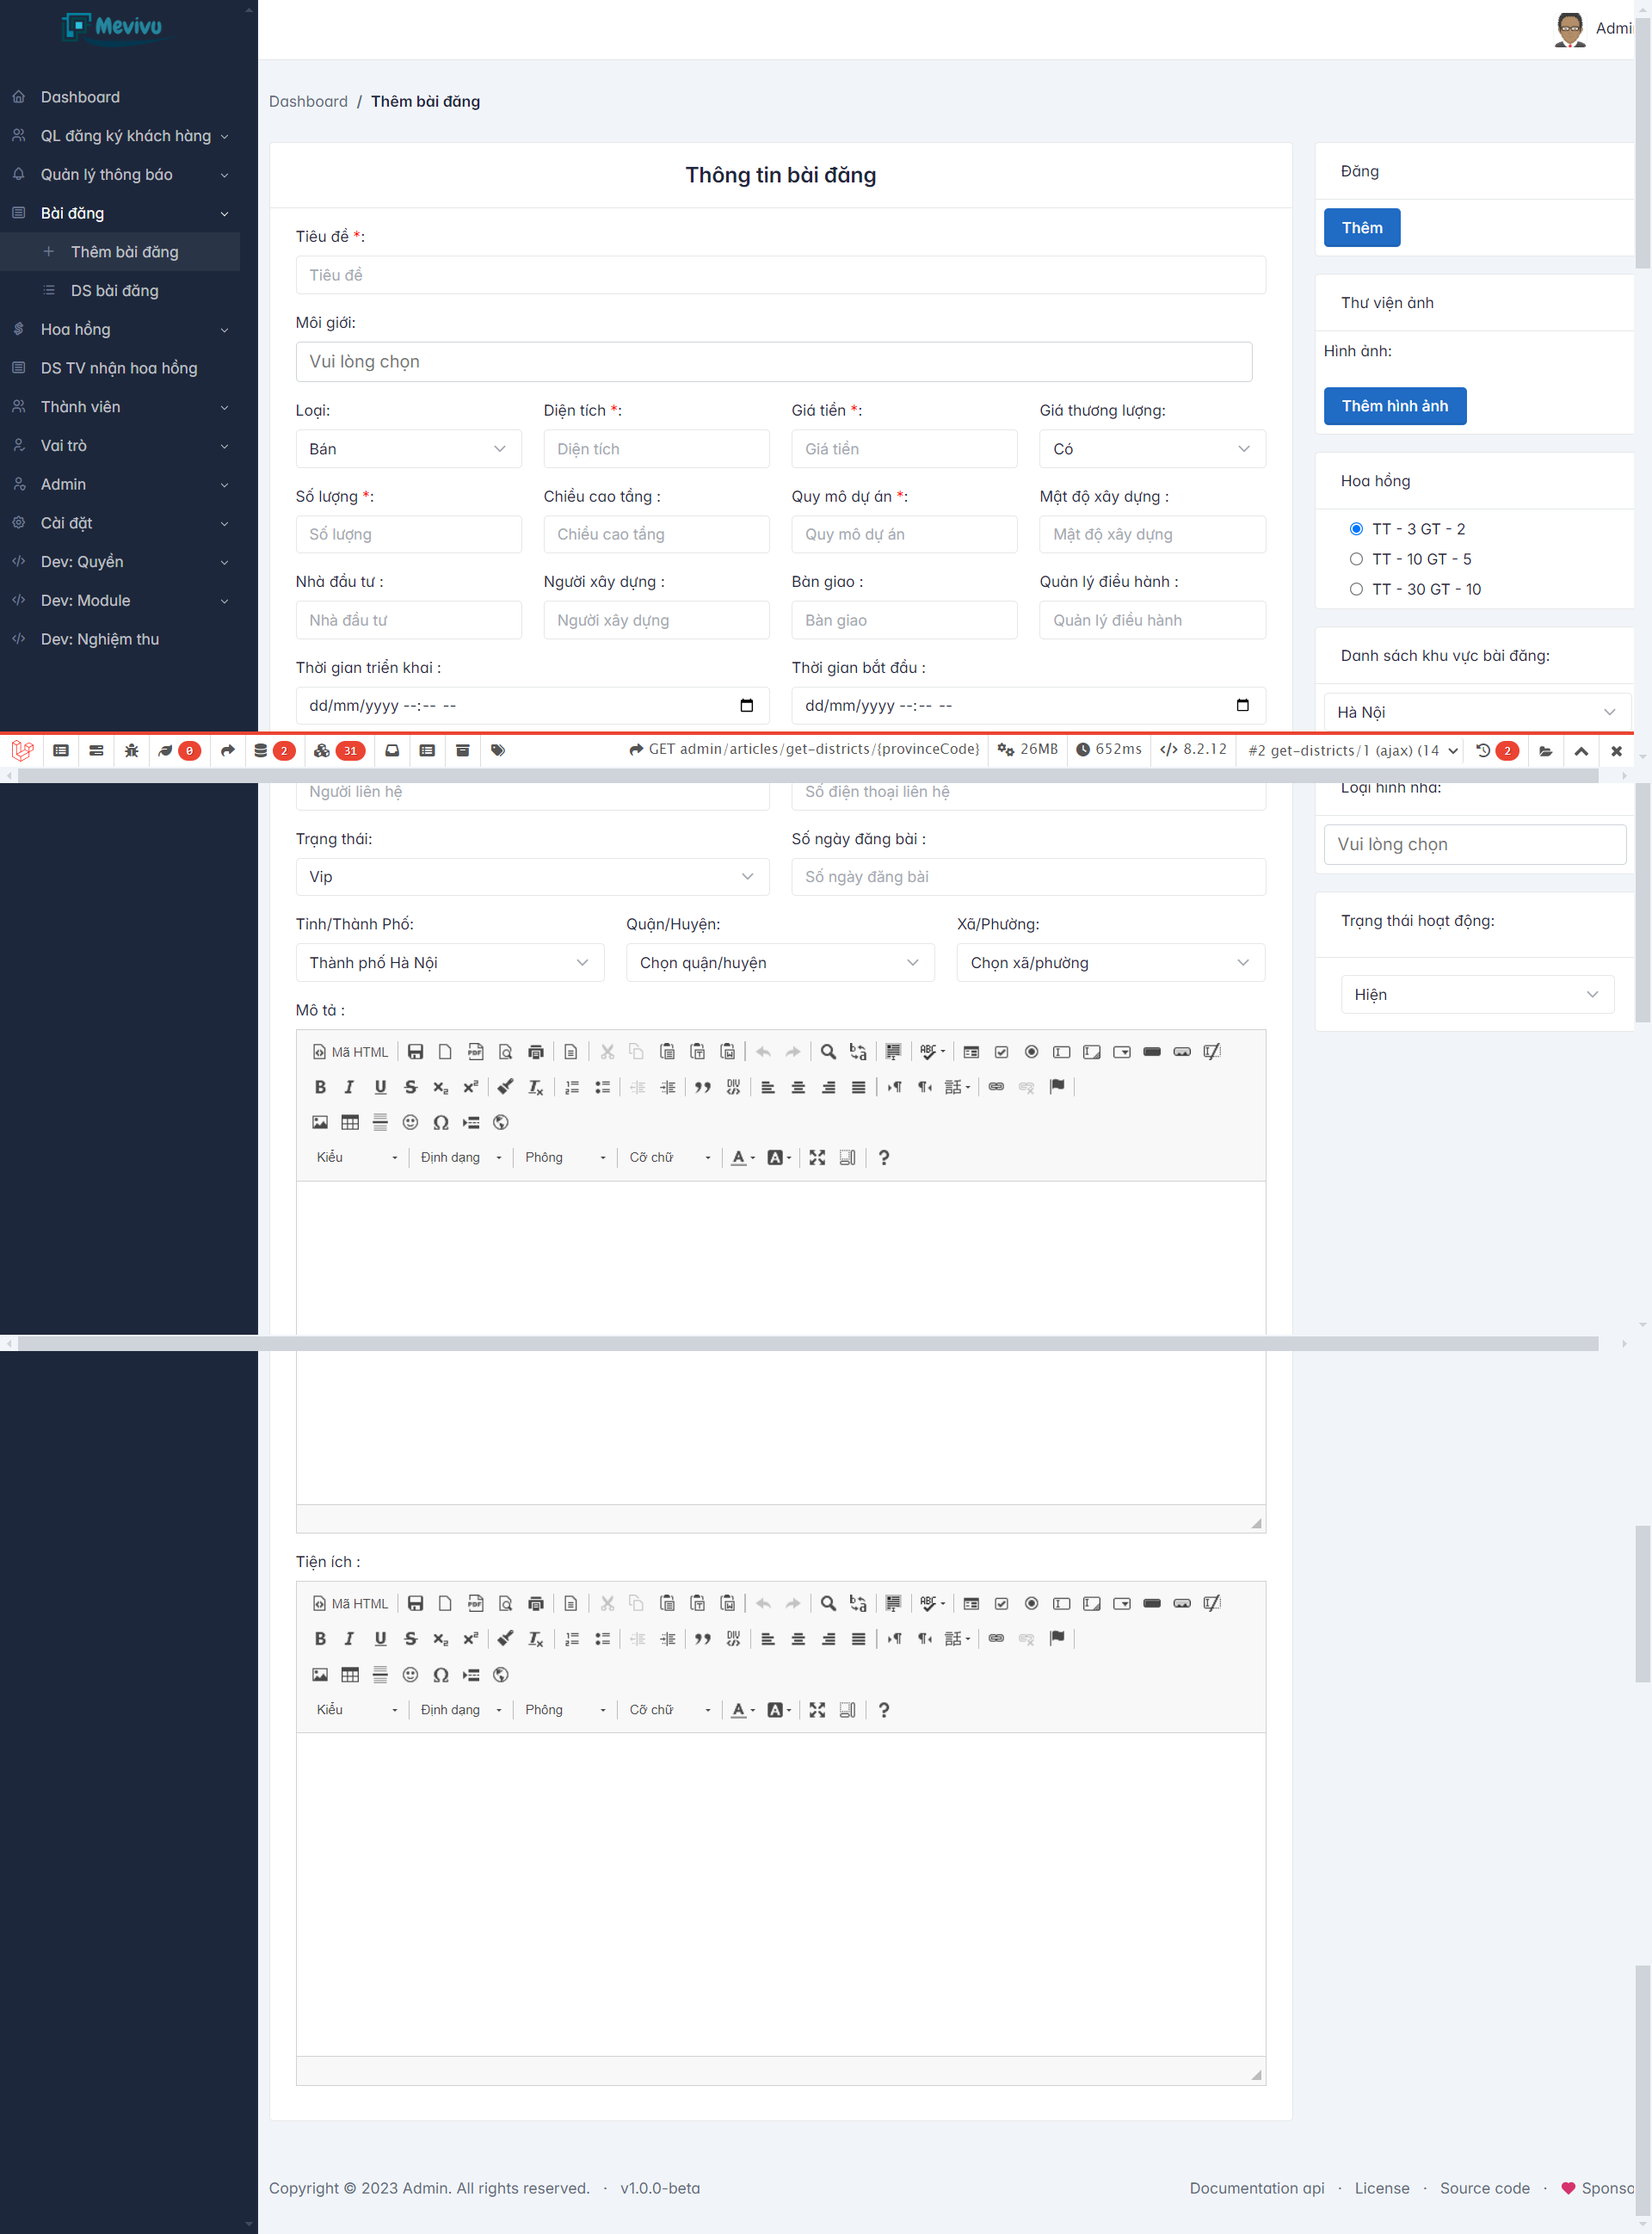 Mevivu
Admi
Dashboard
QL đăng ký khách hàng
Quản lý thông báo
Bài đăng
Thêm bài đăng
DS bài đăng
Hoa hồng
DS TV nhận hoa hồng
Thành viên
Vai trò
Admin
Cài đặt
Dev: Quyền
Dev: Module
Dev: Nghiệm thu
Dashboard / Thêm bài đăng
Thông tin bài đăng
Tiêu đề *:
Tiêu đề
Môi giới:
Vui lòng chọn
Loại: Diện tích *: Giá tiền *: Giá thương lượng:
Bán Diện tích Giá tiền Có
Số lượng *: Chiều cao tầng : Quy mô dự án *: Mật độ xây dựng :
Số lượng Chiều cao tầng Quy mô dự án Mật độ xây dựng
Nhà đầu tư : Người xây dựng : Bàn giao : Quản lý điều hành :
Nhà đầu tư Người xây dựng Bàn giao Quản lý điều hành
Thời gian triển khai : Thời gian bắt đầu :
dd/mm/yyyy --:-- -- dd/mm/yyyy --:-- --
Đăng
Thêm
Thư viện ảnh
Hình ảnh:
Thêm hình ảnh
Hoa hồng
TT - 3 GT - 2
TT - 10 GT - 5
TT - 30 GT - 10
Danh sách khu vực bài đăng:
Hà Nội
0 2 31 GET admin/articles/get-districts/{provinceCode} 26MB 652ms 8.2.12 #2 get-districts/1 (ajax) (14 2
Người liên hệ Số điện thoại liên hệ
Trạng thái: Số ngày đăng bài :
Vip Số ngày đăng bài
Tỉnh/Thành Phố: Quận/Huyện: Xã/Phường:
Thành phố Hà Nội Chọn quận/huyện Chọn xã/phường
Loại hình nhà:
Vui lòng chọn
Trạng thái hoạt động:
Hiện
Mô tả :
Mã HTML
Kiểu Định dạng Phông Cỡ chữ
Tiện ích :
Mã HTML
Kiểu Định dạng Phông Cỡ chữ
Copyright © 2023 Admin. All rights reserved. · v1.0.0-beta
Documentation api · License · Source code · Sponso